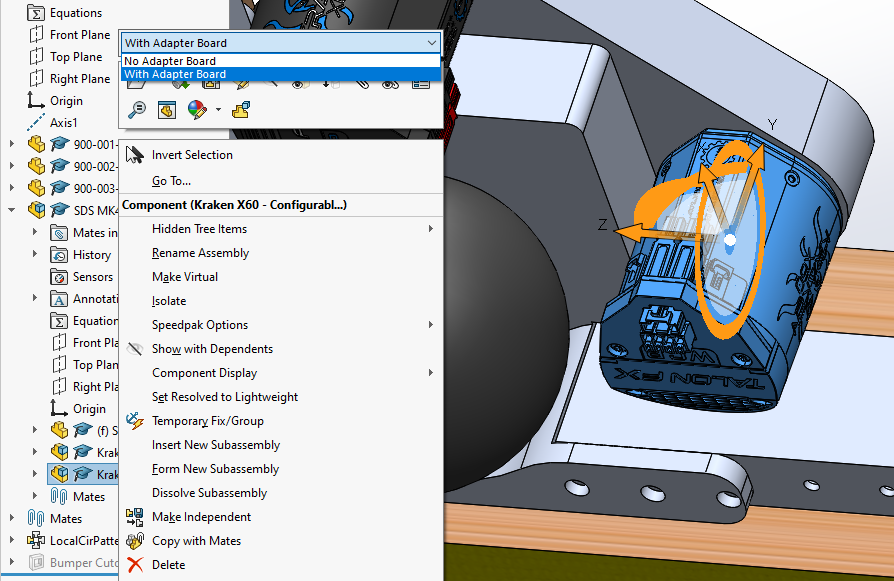 Equations
Front Plane
Top Plane
Right Plane
Origin
Axis1
900-001-
900-002-
900-003-
SDS MK4
Mates in
History
Sensors
Annotati
Equation
Front Pla
Top Plan
Right Pla
Origin
(f) S
Krak
Krak
Mates
Mates
LocalCirPatte
Bumper Cuto
With Adapter Board
No Adapter Board
With Adapter Board
Invert Selection
Go To...
Component (Kraken X60 - Configurabl...)
Hidden Tree Items
Rename Assembly
Make Virtual
Isolate
Speedpak Options
Show with Dependents
Component Display
Set Resolved to Lightweight
Temporary Fix/Group
Insert New Subassembly
Form New Subassembly
Dissolve Subassembly
Make Independent
Copy with Mates
Delete
Y
Z
TALON FX